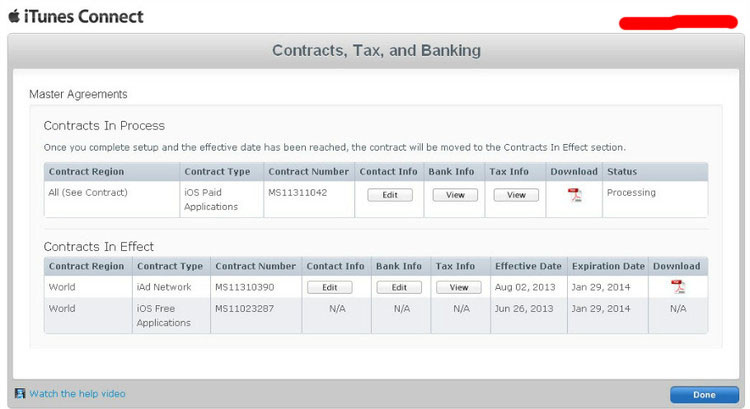 iTunes Connect
Contracts, Tax, and Banking
Master Agreements
Contracts In Process
Once you complete setup and the effective date has been reached, the contract will be moved to the Contracts In Effect section.
Contract Region Contract Type Contract Number Contact Info Bank Info Tax Info Download Status
All (See Contract) iOS Paid Applications MS11311042 Edit View View Processing
Contracts In Effect
Contract Region Contract Type Contract Number Contact Info Bank Info Tax Info Effective Date Expiration Date Download
World iAd Network MS11310390 Edit Edit View Aug 02, 2013 Jan 29, 2014
World iOS Free Applications MS11023287 N/A N/A N/A Jun 26, 2013 Jan 29, 2014 N/A
Watch the help video
Done